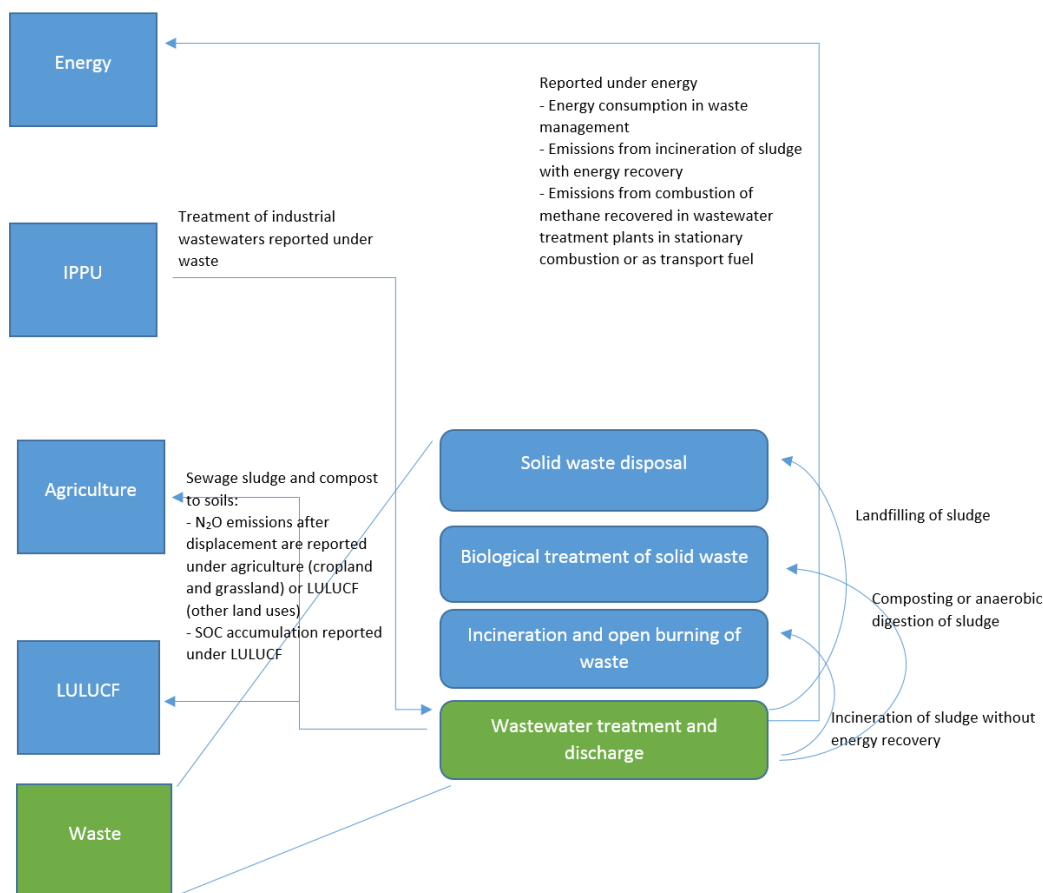 Energy
Reported under energy
- Energy consumption in waste
management
- Emissions from incineration of sludge
with energy recovery
- Emissions from combustion of
methane recovered in wastewater
treatment plants in stationary
combustion or as transport fuel
IPPU
Treatment of industrial
wastewaters reported under
waste
Agriculture
Sewage sludge and compost
to soils:
- N₂O emissions after
displacement are reported
under agriculture (cropland
and grassland) or LULUCF
(other land uses)
- SOC accumulation reported
under LULUCF
LULUCF
Waste
Solid waste disposal
Biological treatment of solid waste
Incineration and open burning of
waste
Wastewater treatment and
discharge
Landfilling of sludge
Composting or anaerobic
digestion of sludge
Incineration of sludge without
energy recovery